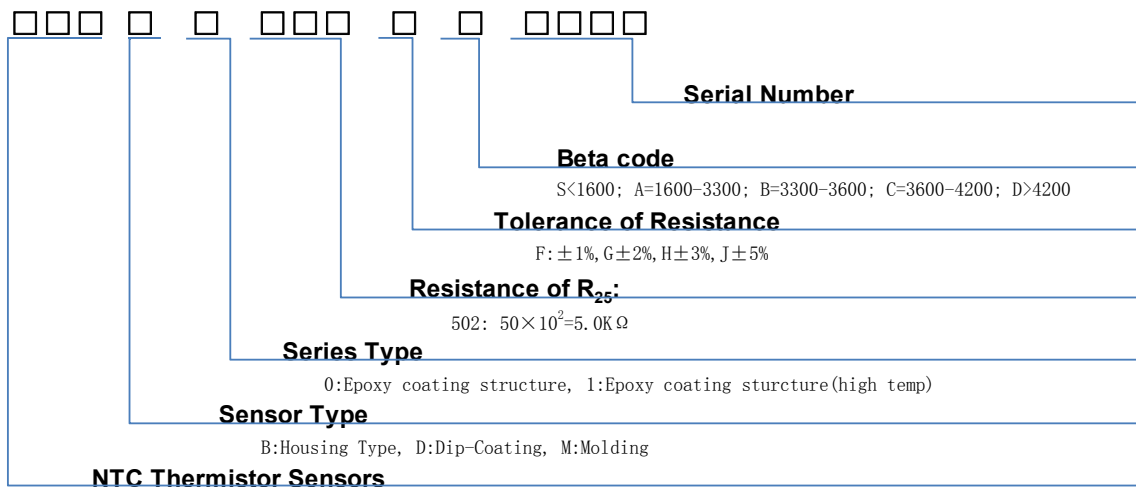 □□□ □ □ □□□ □ □ □□□□
Serial Number
Beta code
S<1600; A=1600-3300; B=3300-3600; C=3600-4200; D>4200
Tolerance of Resistance
F:±1%,G±2%,H±3%,J±5%
Resistance of R₂₅:
502: 50×10²=5.0KΩ
Series Type
0:Epoxy coating structure, 1:Epoxy coating sturcture(high temp)
Sensor Type
B:Housing Type, D:Dip-Coating, M:Molding
NTC Thermistor Sensors